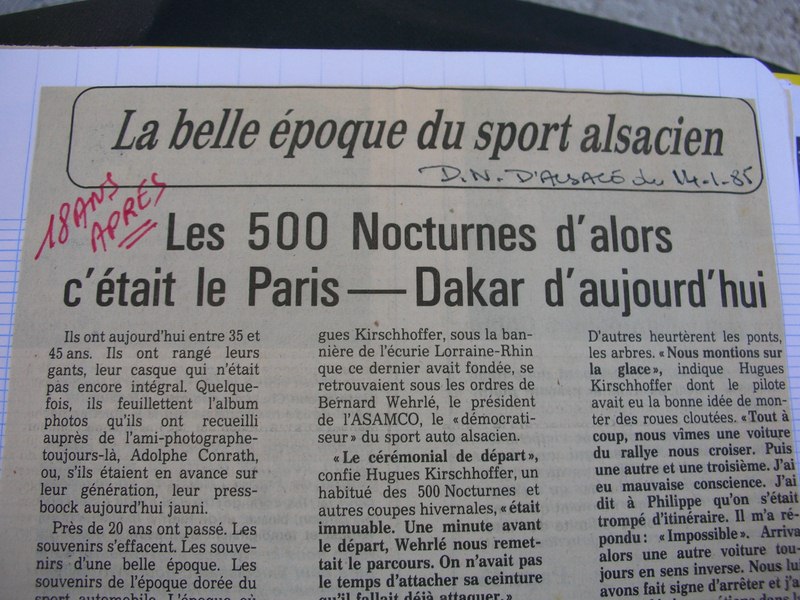 La belle époque du sport alsacien
D.N. D'ALSACE du 14.1.85
18 ANS
APRES
Les 500 Nocturnes d'alors
c'était le Paris — Dakar d'aujourd'hui
Ils ont aujourd'hui entre 35 et
45 ans. Ils ont rangé leurs
gants, leur casque qui n'était
pas encore intégral. Quelque-
fois, ils feuillettent l'album
photos qu'ils ont recueilli
auprès de l'ami-photographe-
toujours-là, Adolphe Conrath,
ou, s'ils étaient en avance sur
leur génération, leur press-
boock aujourd'hui jauni.
Près de 20 ans ont passé. Les
souvenirs s'effacent. Les souve-
nirs d'une belle époque. Les
souvenirs de l'époque dorée du
sport automobile. L'époque où
gues Kirschhoffer, sous la ban-
nière de l'écurie Lorraine-Rhin
que ce dernier avait fondée, se
retrouvaient sous les ordres de
Bernard Wehrlé, le président
de l'ASAMCO, le «démocrati-
seur» du sport auto alsacien.
«Le cérémonial de départ»,
confie Hugues Kirschhoffer, un
habitué des 500 Nocturnes et
autres coupes hivernales, «était
immuable. Une minute avant
le départ, Wehrlé nous remet-
tait le parcours. On n'avait pas
le temps d'attacher sa ceinture
qu'il fallait déjà attaquer.»
D'autres heurtèrent les ponts,
les arbres. «Nous montions sur
la glace», indique Hugues
Kirschhoffer dont le pilote
avait eu la bonne idée de mon-
ter des roues cloutées. «Tout à
coup, nous vîmes une voiture
du rallye nous croiser. Puis
une autre et une troisième. J'ai
eu mauvaise conscience. J'ai
dit à Philippe qu'on s'était
trompé d'itinéraire. Il m'a ré-
pondu: «Impossible». Arriva
alors une autre voiture tou-
jours en sens inverse. Nous lui
avons fait signe d'arrêter et j'a